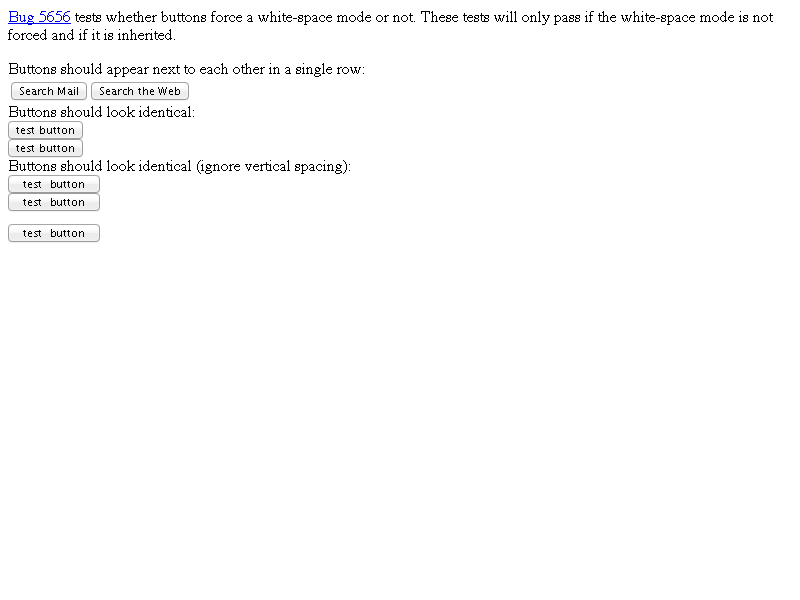 Bug 5656 tests whether buttons force a white-space mode or not. These tests will only pass if the white-space mode is not
forced and if it is inherited.
Buttons should appear next to each other in a single row:
Search Mail Search the Web
Buttons should look identical:
test button
test button
Buttons should look identical (ignore vertical spacing):
test  button
test  button
test  button